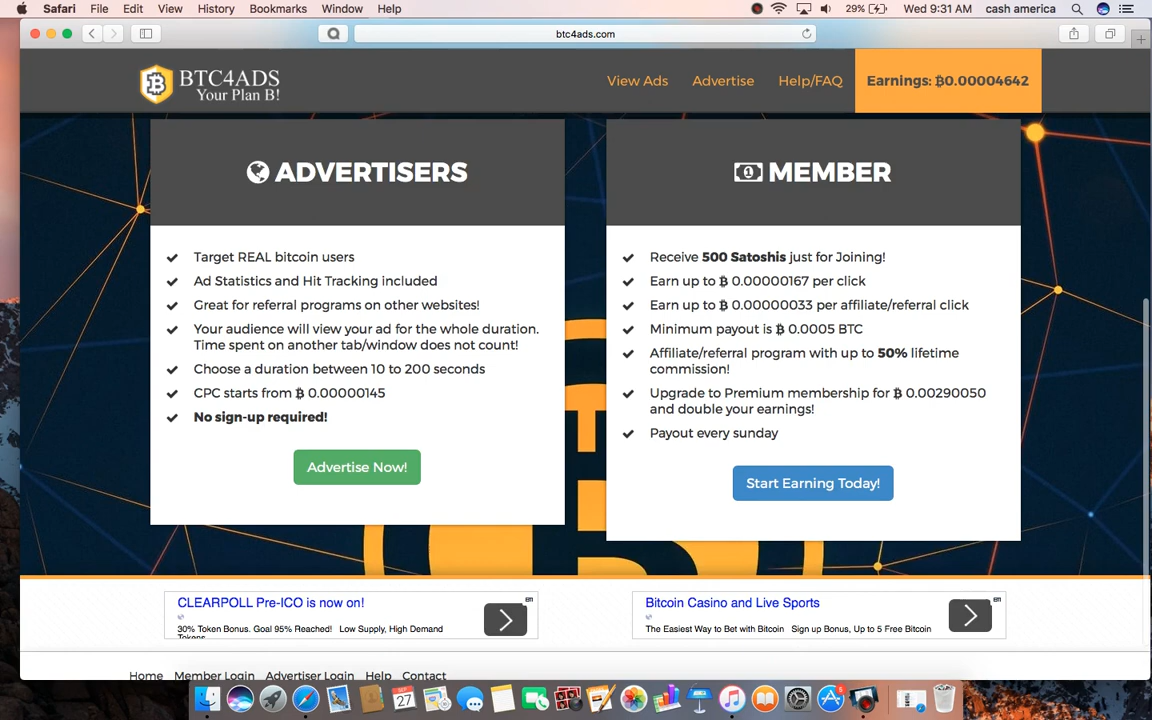 Safari File Edit View History Bookmarks Window Help 29% Wed 9:31 AM cash america
btc4ads.com
BTC4ADS
Your Plan B!
View Ads Advertise Help/FAQ Earnings: ₿0.00004642
ADVERTISERS
Target REAL bitcoin users
Ad Statistics and Hit Tracking included
Great for referral programs on other websites!
Your audience will view your ad for the whole duration.
Time spent on another tab/window does not count!
Choose a duration between 10 to 200 seconds
CPC starts from ₿ 0.00000145
No sign-up required!
Advertise Now!
MEMBER
Receive 500 Satoshis just for Joining!
Earn up to ₿ 0.00000167 per click
Earn up to ₿ 0.00000033 per affiliate/referral click
Minimum payout is ₿ 0.0005 BTC
Affiliate/referral program with up to 50% lifetime
commission!
Upgrade to Premium membership for ₿ 0.00290050
and double your earnings!
Payout every sunday
Start Earning Today!
CLEARPOLL Pre-ICO is now on!
30% Token Bonus. Goal 95% Reached! Low Supply, High Demand
Tokens
Bitcoin Casino and Live Sports
The Easiest Way to Bet with Bitcoin Sign up Bonus, Up to 5 Free Bitcoin
Home Member Login Advertiser Login Help Contact
SEP
27